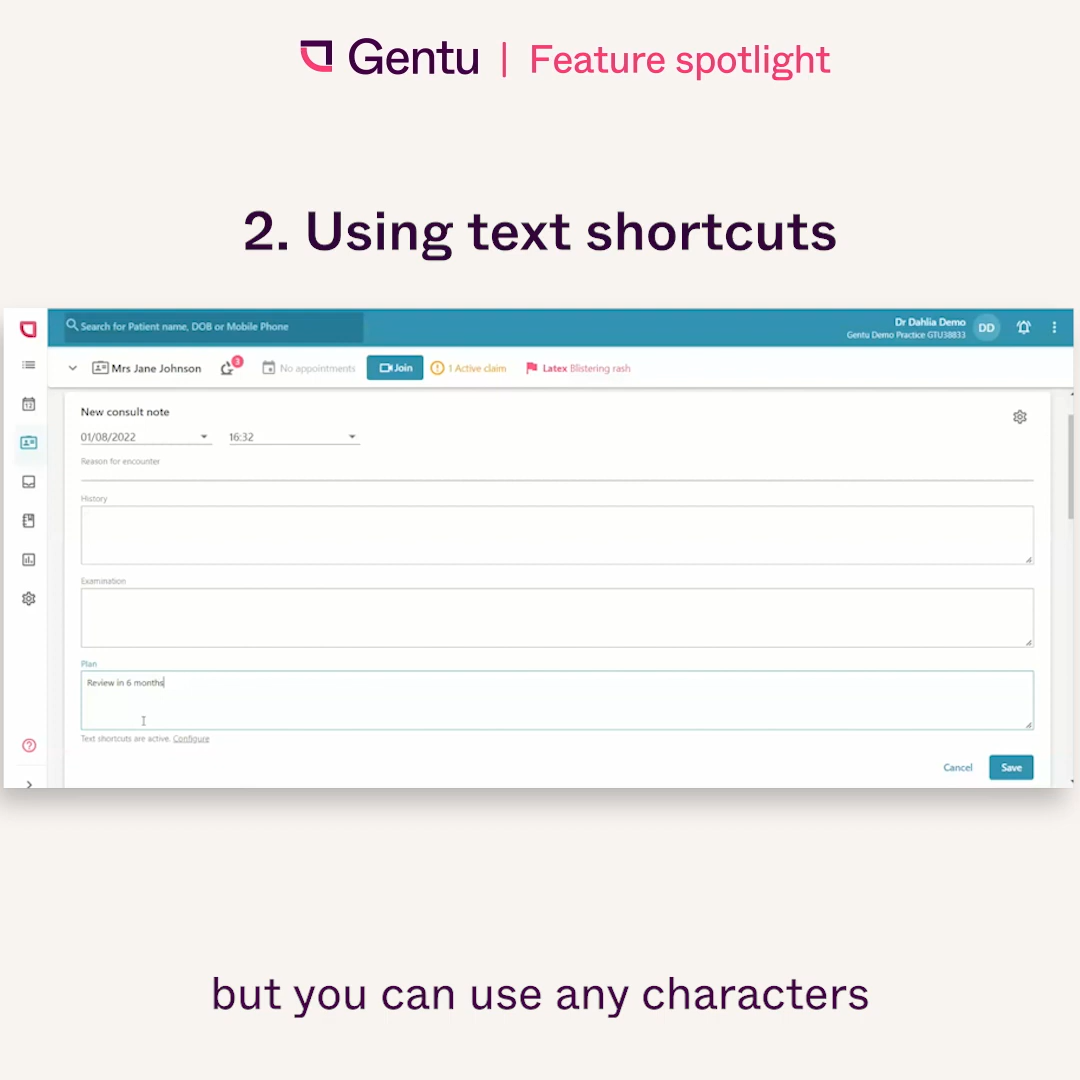 Gentu | Feature spotlight
2. Using text shortcuts
Search for Patient name, DOB or Mobile Phone
Dr Dahlia Demo
Gentu Demo Practice GTU38833
DD
Mrs Jane Johnson
3
No appointments
Join
1 Active claim
Latex Blistering rash
New consult note
01/08/2022
16:32
Reason for encounter
History
Examination
Plan
Review in 6 months
Text shortcuts are active. Configure
Cancel
Save
but you can use any characters